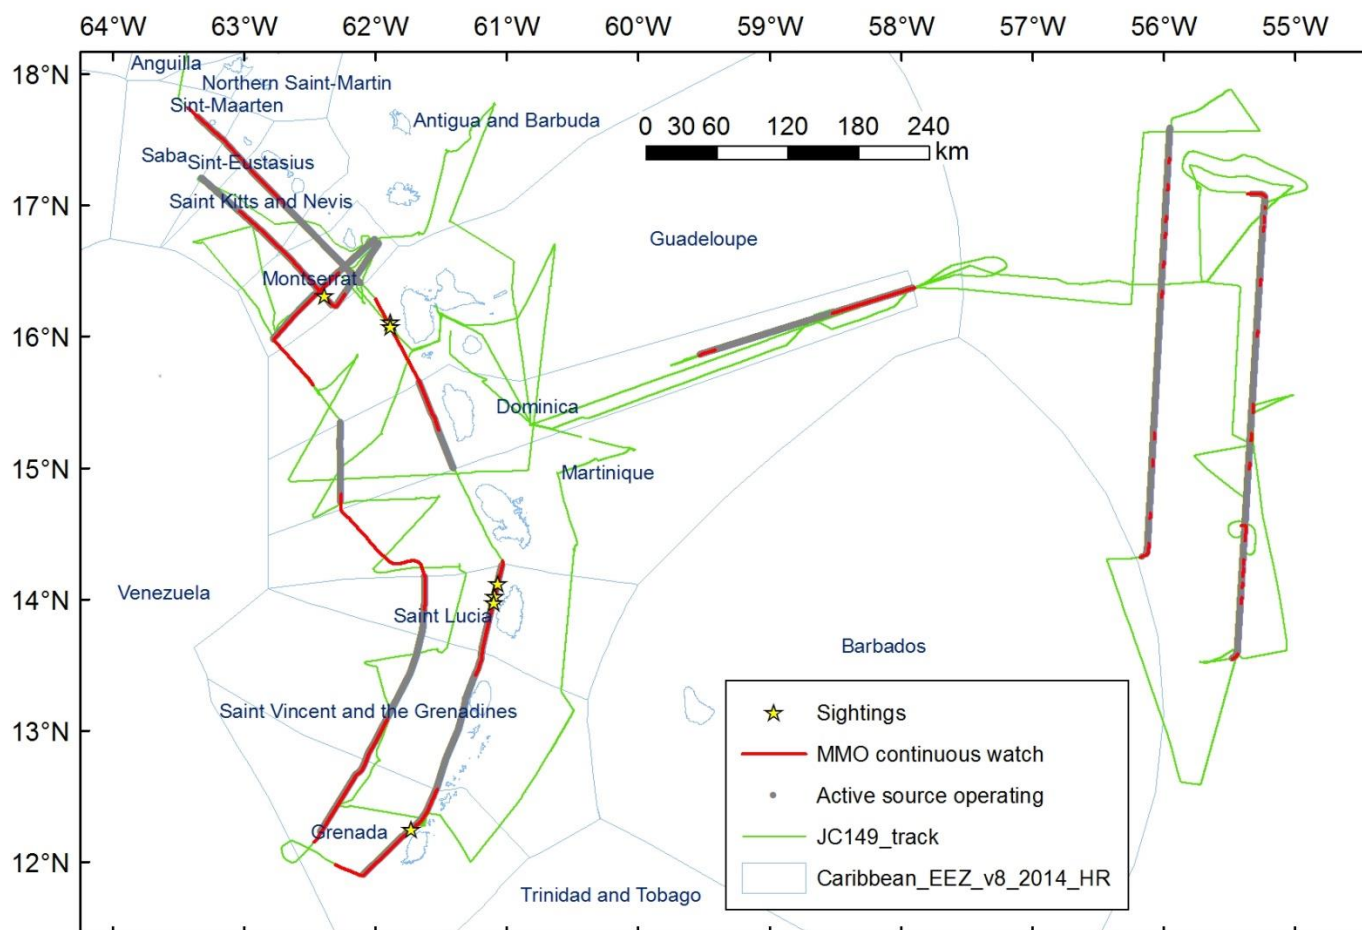 64°W 63°W 62°W 61°W 60°W 59°W 58°W 57°W 56°W 55°W
18°N
17°N
16°N
15°N
14°N
13°N
12°N
Anguilla
Northern Saint-Martin
Sint-Maarten
Antigua and Barbuda
0 30 60 120 180 240
km
Saba
Sint-Eustasius
Saint Kitts and Nevis
Guadeloupe
Montserrat
Dominica
Martinique
Venezuela
Saint Lucia
Barbados
Saint Vincent and the Grenadines
Grenada
Trinidad and Tobago
Sightings
MMO continuous watch
Active source operating
JC149_track
Caribbean_EEZ_v8_2014_HR